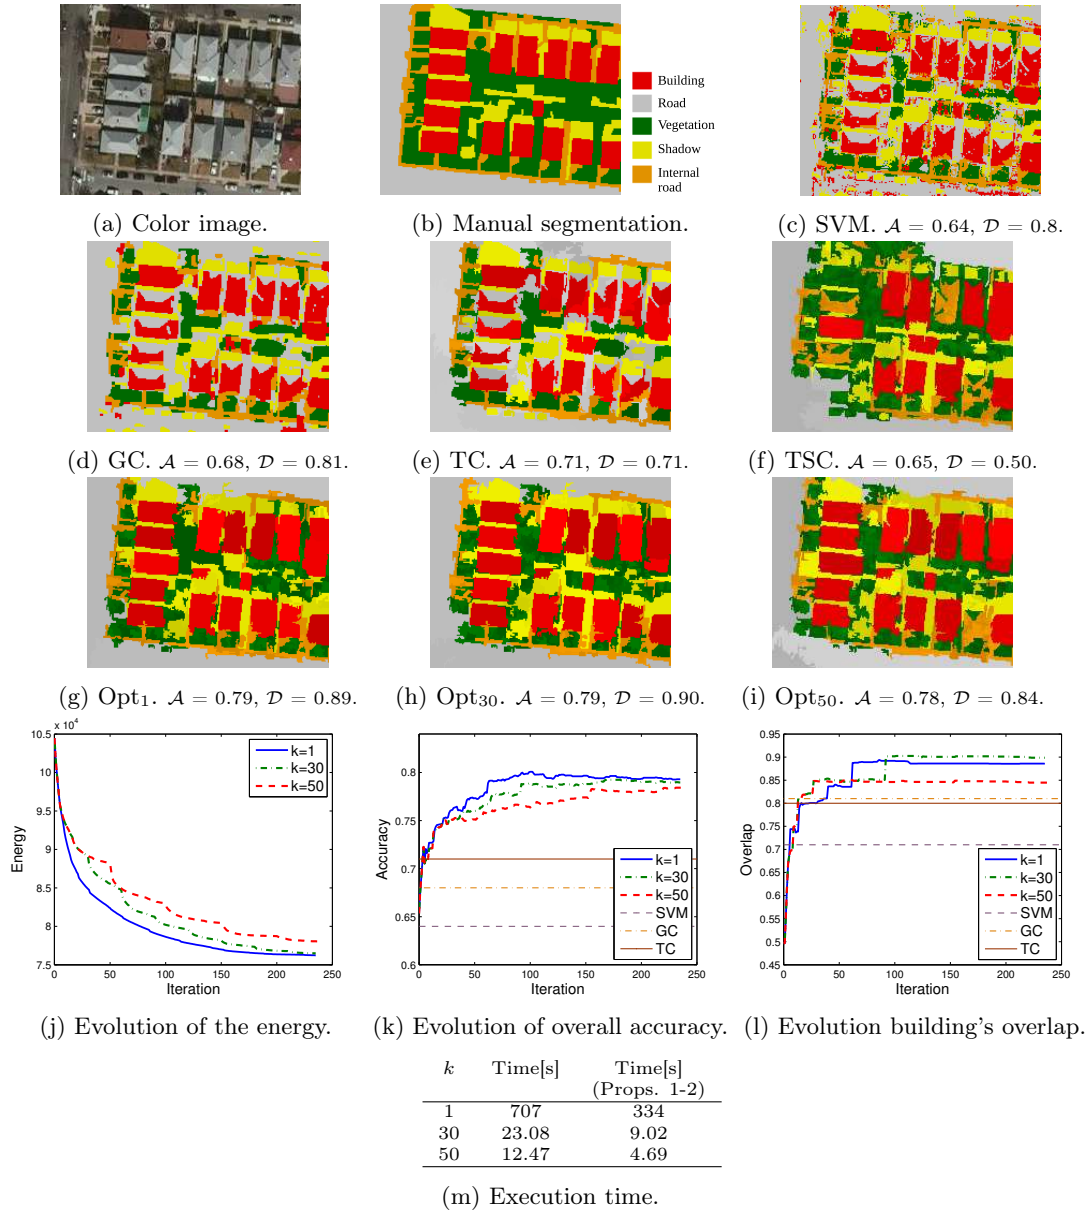 Building
Road
Vegetation
Shadow
Internal
road
(a) Color image.
(b) Manual segmentation.
(c) SVM. 𝒜 = 0.64, 𝒟 = 0.8.
(d) GC. 𝒜 = 0.68, 𝒟 = 0.81.
(e) TC. 𝒜 = 0.71, 𝒟 = 0.71.
(f) TSC. 𝒜 = 0.65, 𝒟 = 0.50.
(g) Opt₁. 𝒜 = 0.79, 𝒟 = 0.89.
(h) Opt₃₀. 𝒜 = 0.79, 𝒟 = 0.90.
(i) Opt₅₀. 𝒜 = 0.78, 𝒟 = 0.84.
x 10⁴
10.5
10
9.5
9
8.5
8
7.5
0 50 100 150 200 250
Energy
Iteration
k=1
k=30
k=50
0.8
0.75
0.7
0.65
0.6
0 50 100 150 200 250
Accuracy
Iteration
k=1
k=30
k=50
SVM
GC
TC
0.95
0.9
0.85
0.8
0.75
0.7
0.65
0.6
0.55
0.5
0.45
0 50 100 150 200 250
Overlap
Iteration
k=1
k=30
k=50
SVM
GC
TC
(j) Evolution of the energy.
(k) Evolution of overall accuracy.
(l) Evolution building's overlap.
k Time[s] Time[s]
(Props. 1-2)
1 707 334
30 23.08 9.02
50 12.47 4.69
(m) Execution time.